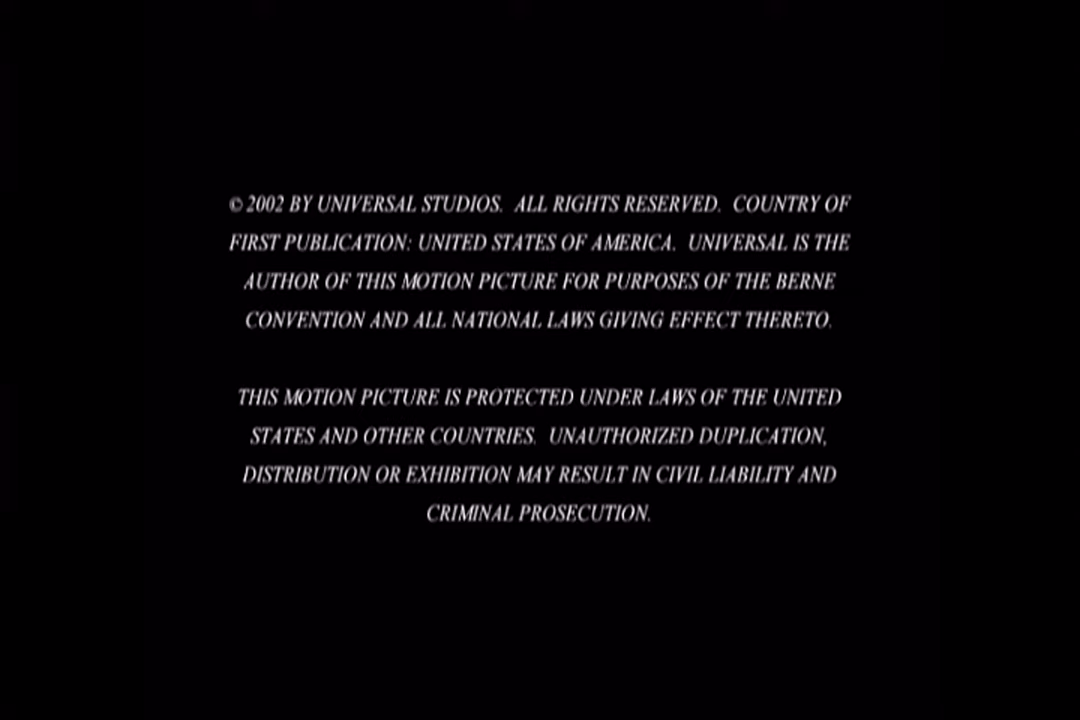 © 2002 BY UNIVERSAL STUDIOS. ALL RIGHTS RESERVED. COUNTRY OF
FIRST PUBLICATION: UNITED STATES OF AMERICA. UNIVERSAL IS THE
AUTHOR OF THIS MOTION PICTURE FOR PURPOSES OF THE BERNE
CONVENTION AND ALL NATIONAL LAWS GIVING EFFECT THERETO.
THIS MOTION PICTURE IS PROTECTED UNDER LAWS OF THE UNITED
STATES AND OTHER COUNTRIES. UNAUTHORIZED DUPLICATION,
DISTRIBUTION OR EXHIBITION MAY RESULT IN CIVIL LIABILITY AND
CRIMINAL PROSECUTION.